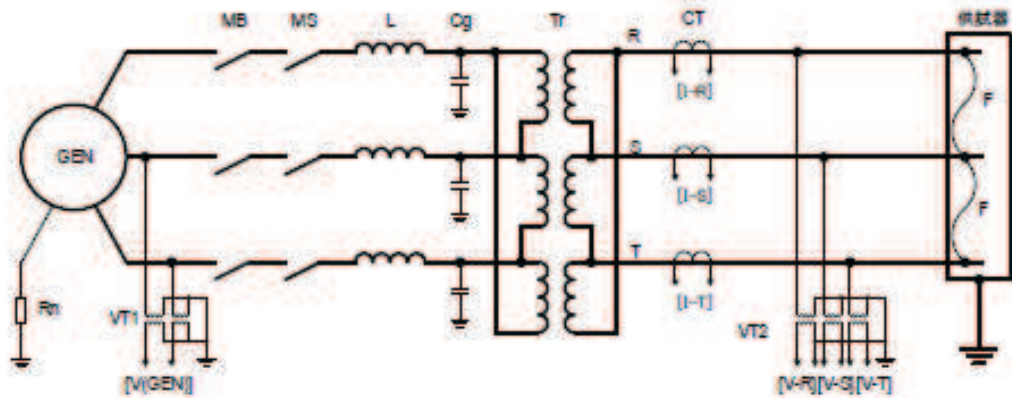 MB MS L Cg Tr CT 供試器
R
[I-R]
F
GEN
S
[I-S]
F
T
[I-T]
Rn
VT1
VT2
[V(GEN)]
[V-R][V-S][V-T]